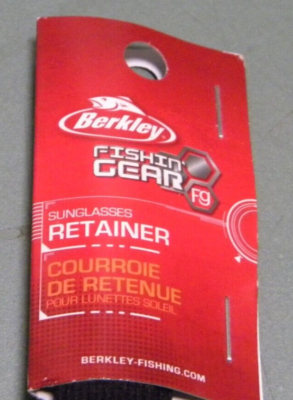 Berkley
FISHIN'
GEAR
FG
SUNGLASSES
RETAINER
COURROIE
DE RETENUE
POUR LUNETTES SOLEIL
BERKLEY-FISHING.COM